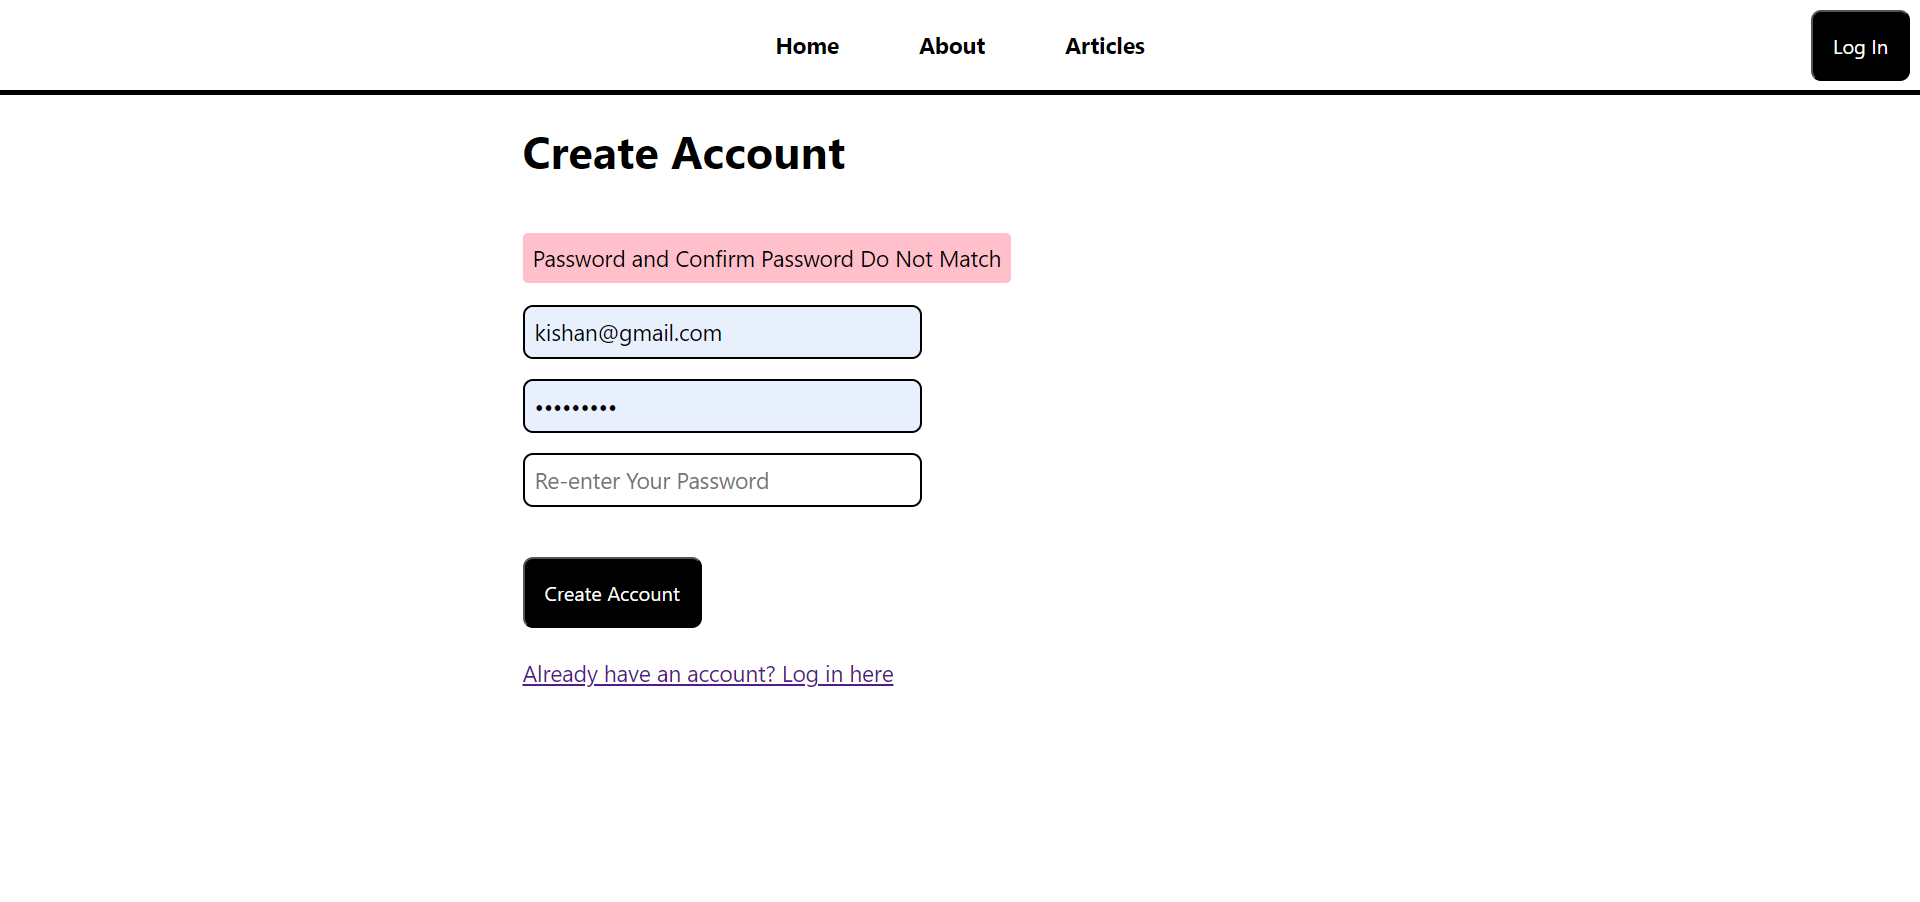 Home About Articles Log In
Create Account
Password and Confirm Password Do Not Match
kishan@gmail.com
•••••••••
Re-enter Your Password
Create Account
Already have an account? Log in here